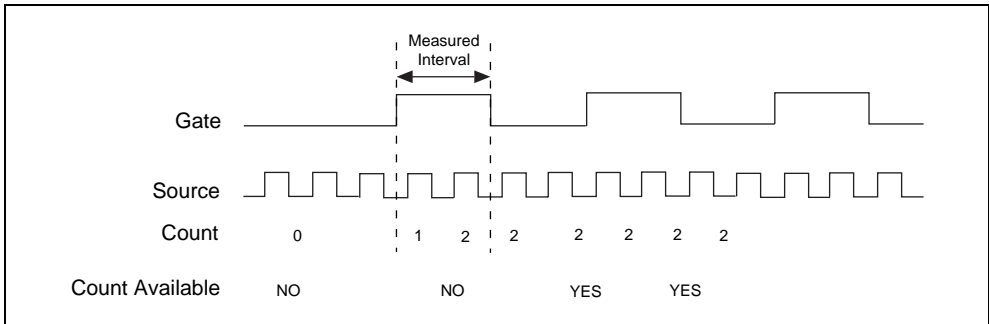 Measured
Interval
Gate
Source
Count 0 1 2 2 2 2 2 2
Count Available NO NO YES YES